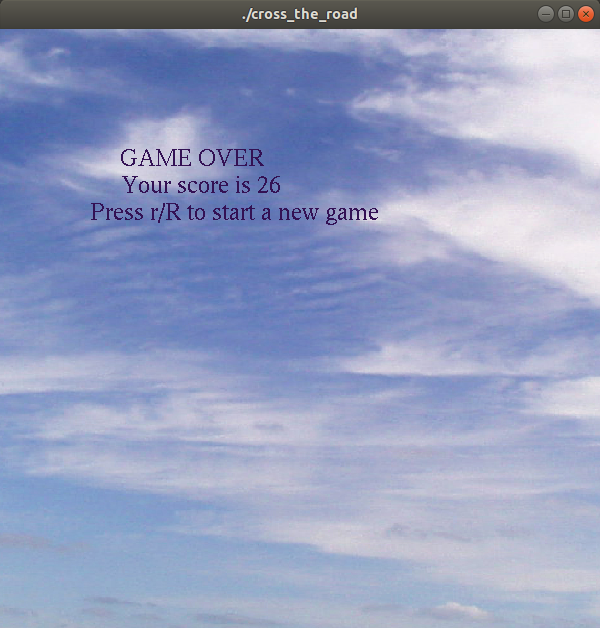 ./cross_the_road
GAME OVER
Your score is 26
Press r/R to start a new game